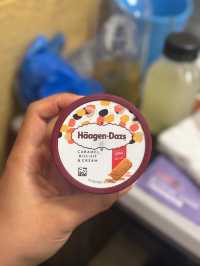 Häagen-Dazs
CARAMEL
BISCUIT
& CREAM